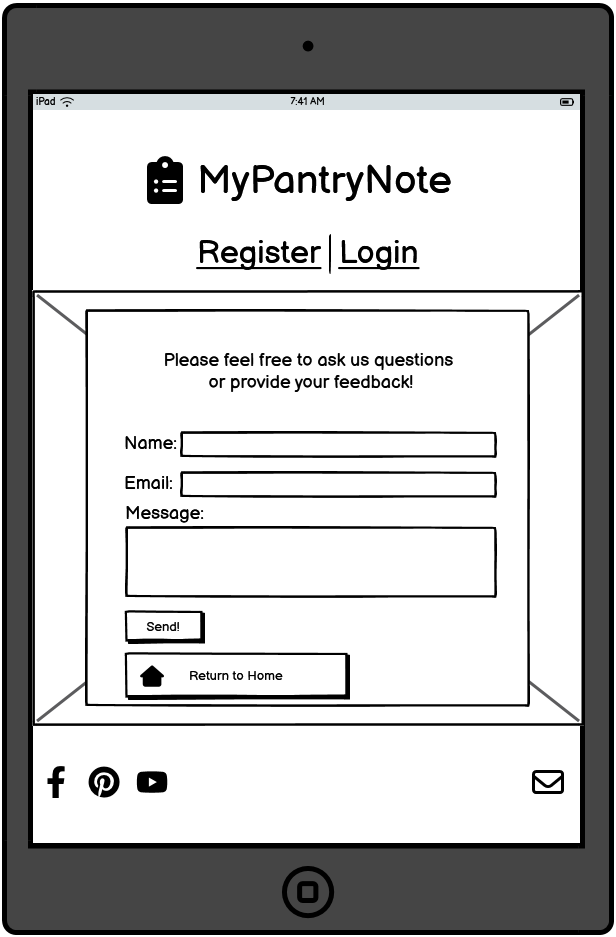 iPad 7:41 AM
MyPantryNote
Register | Login
Please feel free to ask us questions
or provide your feedback!
Name:
Email:
Message:
Send!
Return to Home